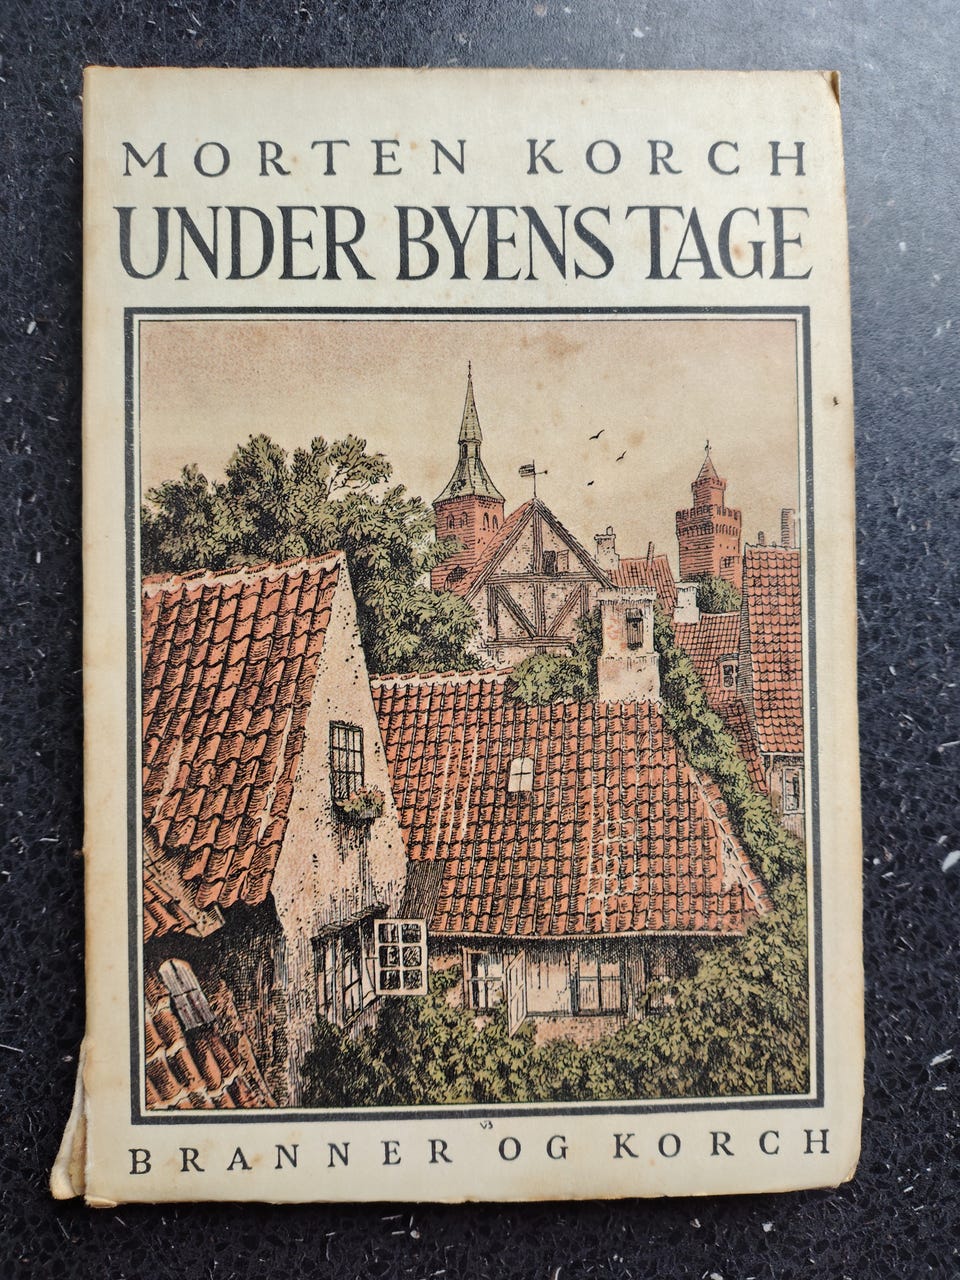 MORTEN KORCH
UNDER BYENS TAGE
BRANNER OG KORCH